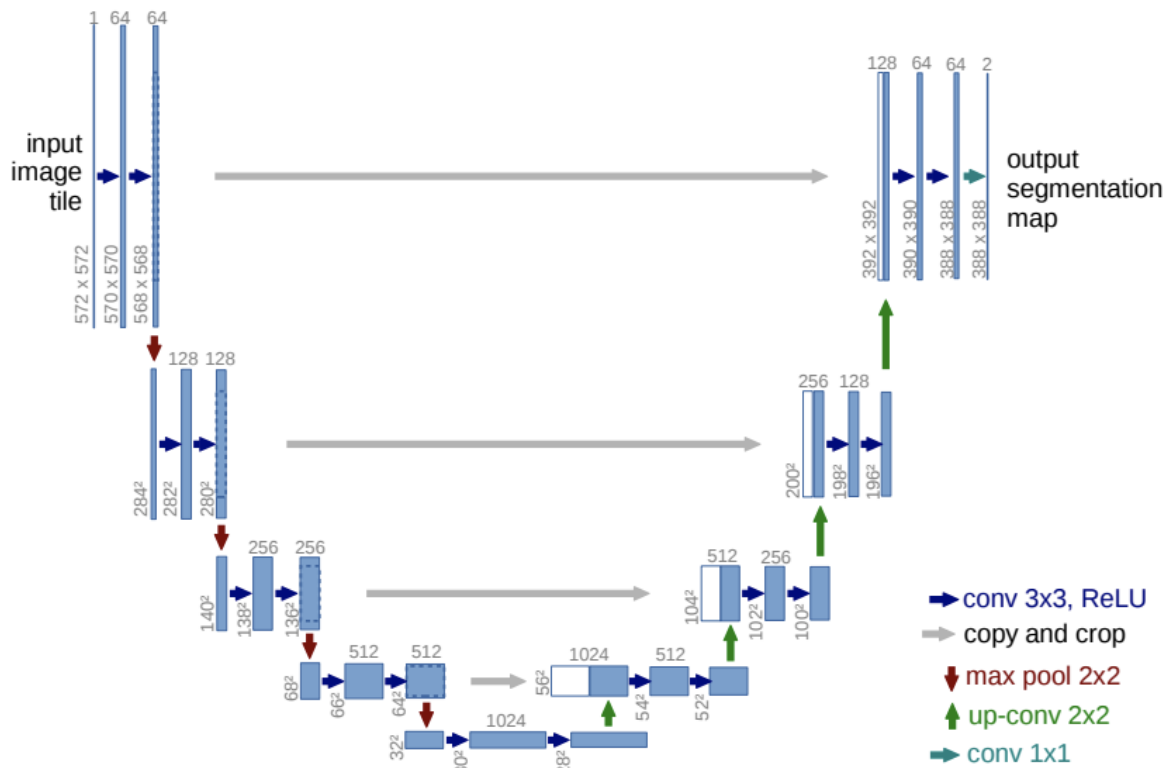 1 64 64
input
image
tile
572 x 572
570 x 570
568 x 568
128 64 64 2
output
segmentation
map
392 x 392
390 x 390
388 x 388
388 x 388
128 128
284²
282²
280²
256 128
200²
198²
196²
256 256
140²
138²
136²
512 256
104²
102²
100²
512 512
68²
66²
64²
1024 512
56²
54²
52²
1024
32²
conv 3x3, ReLU
copy and crop
max pool 2x2
up-conv 2x2
conv 1x1